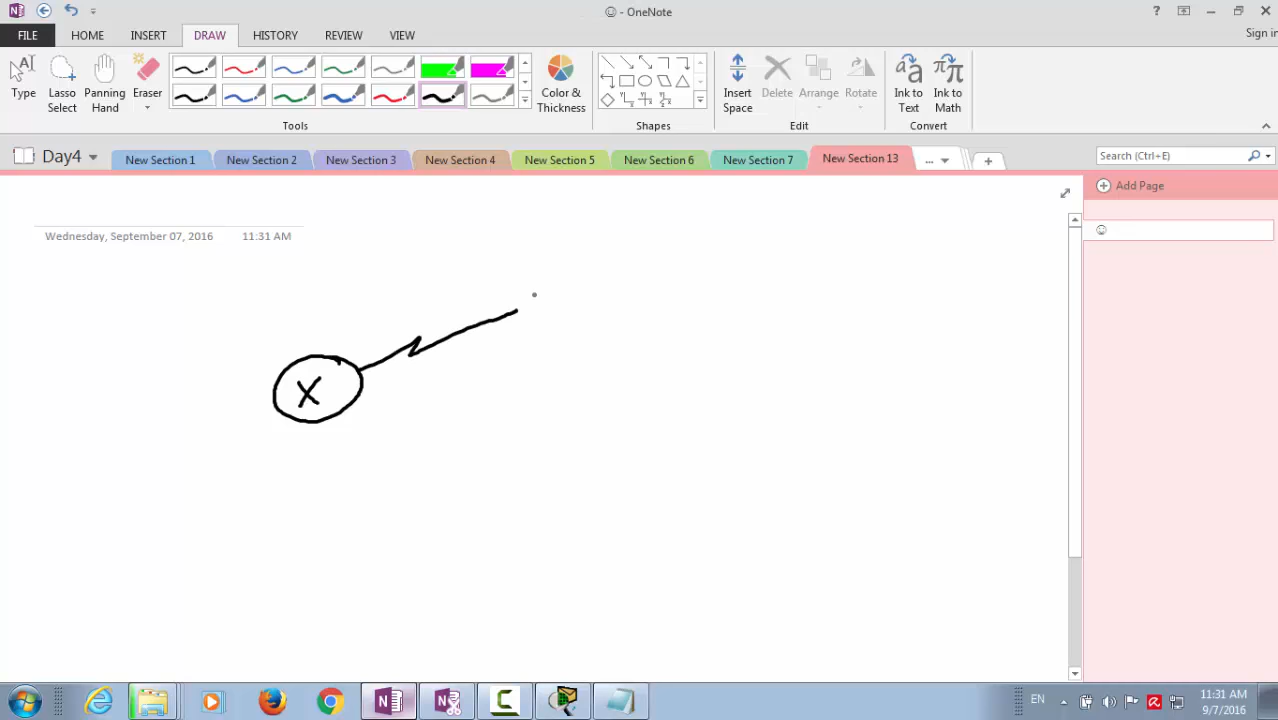 ☺ - OneNote
?
Sign in
FILE HOME INSERT DRAW HISTORY REVIEW VIEW
Type
Lasso Select
Panning Hand
Eraser
Color & Thickness
Insert Space
Delete
Arrange
Rotate
Ink to Text
Ink to Math
Tools
Shapes
Edit
Convert
Day4
New Section 1
New Section 2
New Section 3
New Section 4
New Section 5
New Section 6
New Section 7
New Section 13
...
+
Search (Ctrl+E)
Add Page
☺
Wednesday, September 07, 2016 11:31 AM
X
EN
11:31 AM
9/7/2016